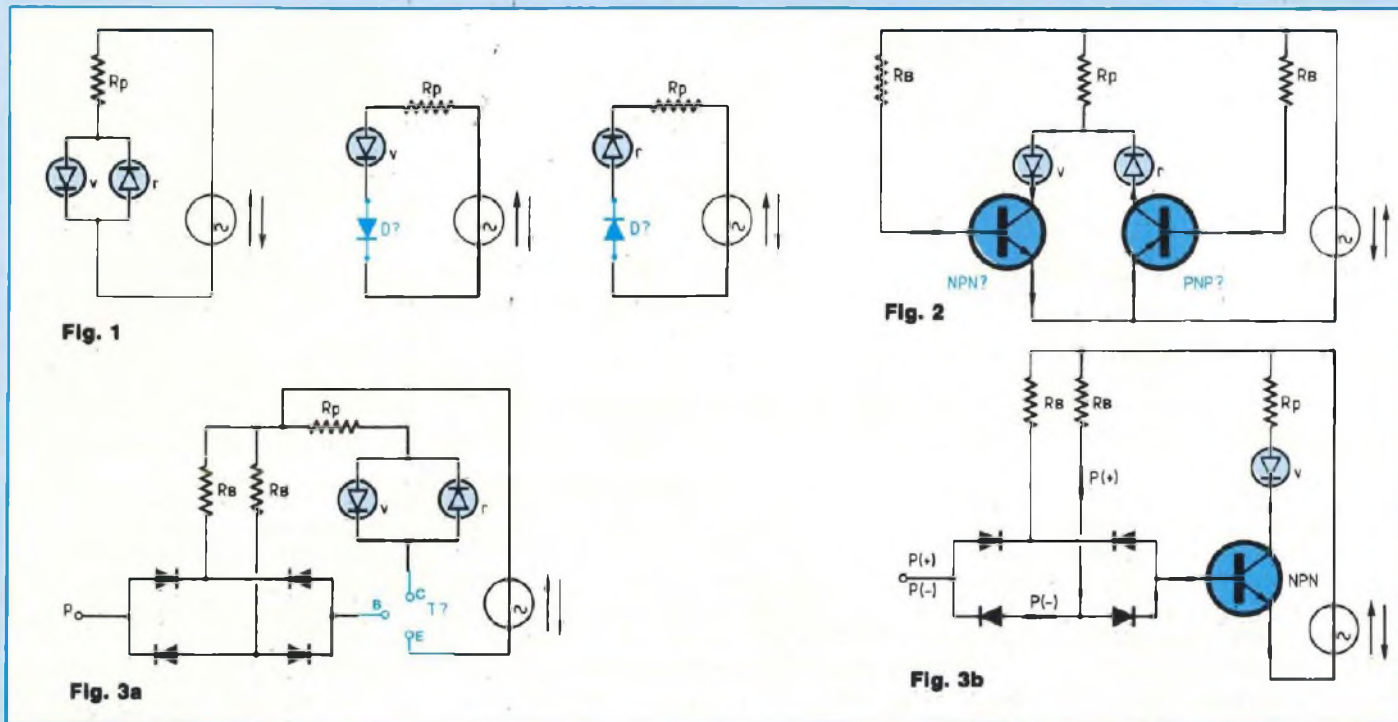 Rp
v
r
Fig. 1
Rp
v
D?
Rp
r
D?
RB
Rp
RB
v
r
NPN?
PNP?
Fig. 2
Rp
RB
RB
v
r
P
B
C
T?
E
Fig. 3a
RB
RB
Rp
P(+)
v
P(+)
P(-)
P(-)
NPN
Fig. 3b